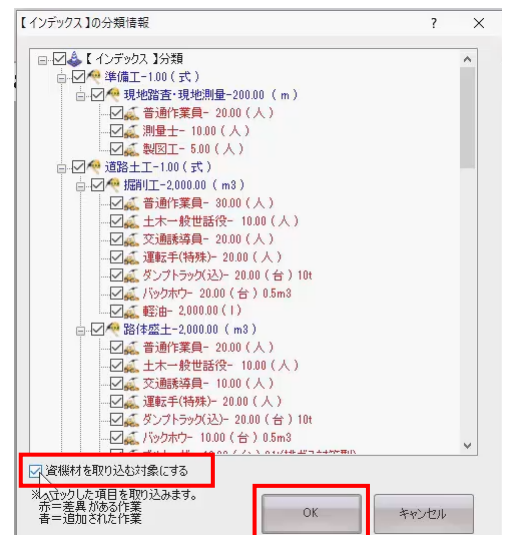 【インデックス】の分類情報
【インデックス】分類
準備工-1.00(式)
現地踏査・現地測量-200.00(m)
普通作業員- 20.00(人)
測量士- 10.00(人)
製図工- 5.00(人)
道路土工-1.00(式)
掘削工-2,000.00(m3)
普通作業員- 30.00(人)
土木一般世話役- 10.00(人)
交通誘導員- 20.00(人)
運転手(特殊)- 20.00(人)
ダンプトラック(込)- 20.00(台)10t
バックホウ- 20.00(台)0.5m3
軽油- 2,000.00(l)
路体盛土-2,000.00(m3)
普通作業員- 20.00(人)
土木一般世話役- 10.00(人)
交通誘導員- 10.00(人)
運転手(特殊)- 20.00(人)
ダンプトラック(込)- 20.00(台)10t
バックホウ- 10.00(台)0.5m3
資機材を取り込む対象にする
※チェックした項目を取り込みます。
赤=差異がある作業
青=追加された作業
OK
キャンセル